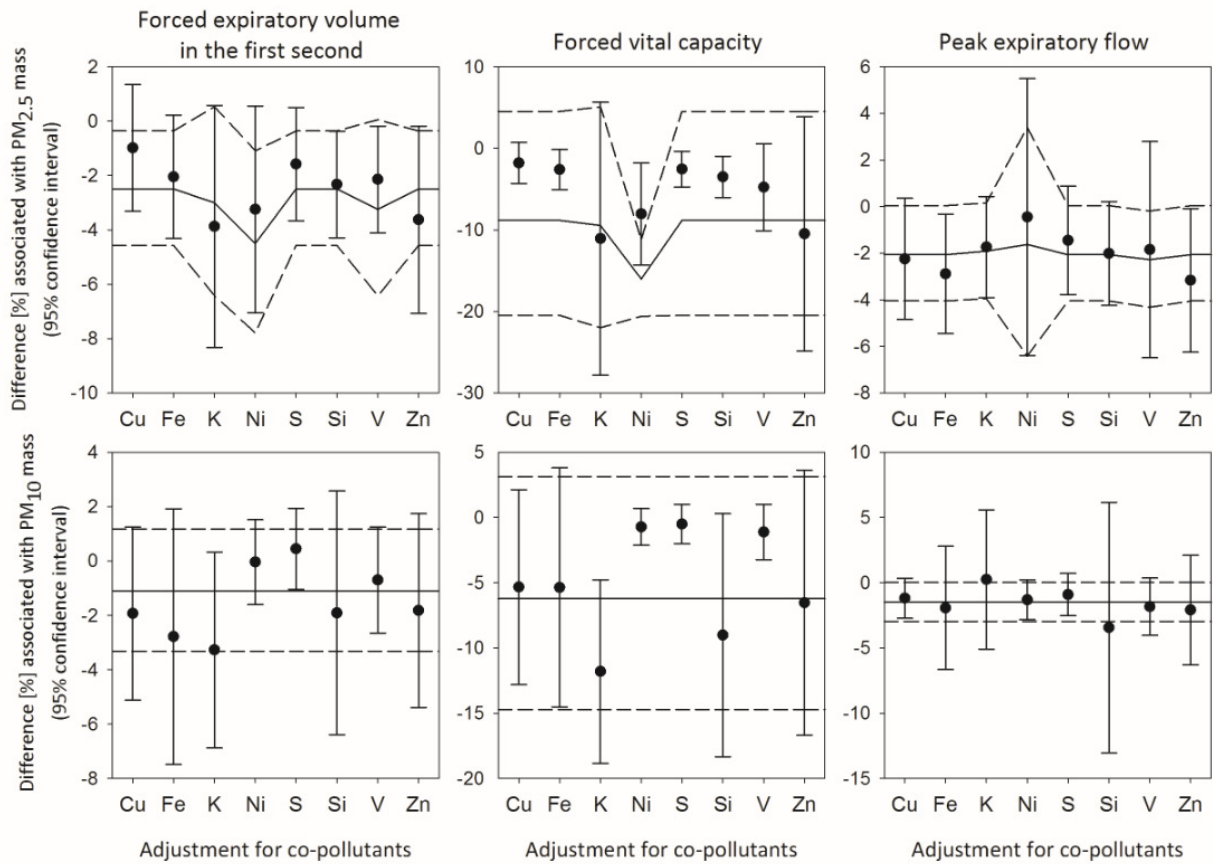 Forced expiratory volume
in the first second
Forced vital capacity
Peak expiratory flow
Difference [%] associated with PM2.5 mass
(95% confidence interval)
2
0
-2
-4
-6
-8
-10
Cu Fe K Ni S Si V Zn
10
0
-10
-20
-30
Cu Fe K Ni S Si V Zn
6
4
2
0
-2
-4
-6
-8
Cu Fe K Ni S Si V Zn
Difference [%] associated with PM10 mass
(95% confidence interval)
4
2
0
-2
-4
-6
-8
Cu Fe K Ni S Si V Zn
Adjustment for co-pollutants
5
0
-5
-10
-15
-20
Cu Fe K Ni S Si V Zn
Adjustment for co-pollutants
10
5
0
-5
-10
-15
Cu Fe K Ni S Si V Zn
Adjustment for co-pollutants